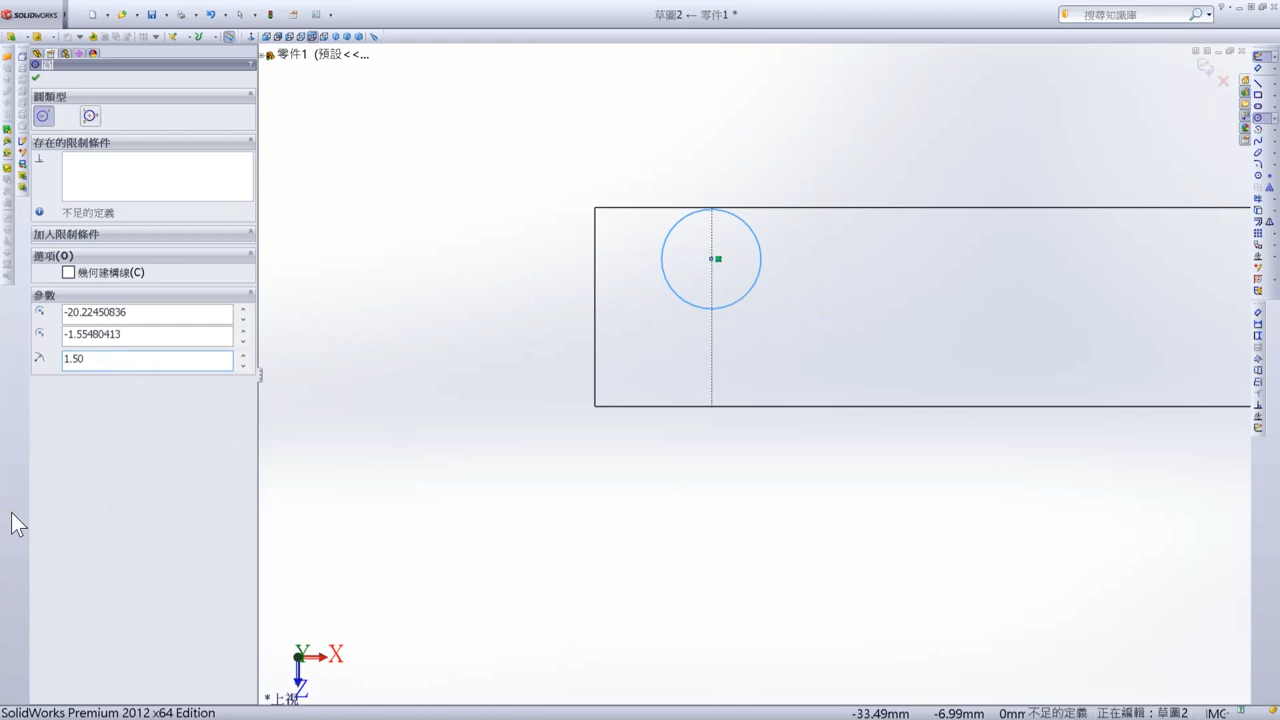 SOLIDWORKS
草圖2 ← 零件1 *
搜尋知識庫
零件1 (預設<<...
圓
?
圖類型
存在的限制條件
不足的定義
加入限制條件
選項(O)
幾何建構線(C)
參數
-20.22450836
-1.55480413
1.50
Y
X
Z
*上視
SolidWorks Premium 2012 x64 Edition
-33.49mm
-6.99mm
0mm
不足的定義
正在編輯：草圖2